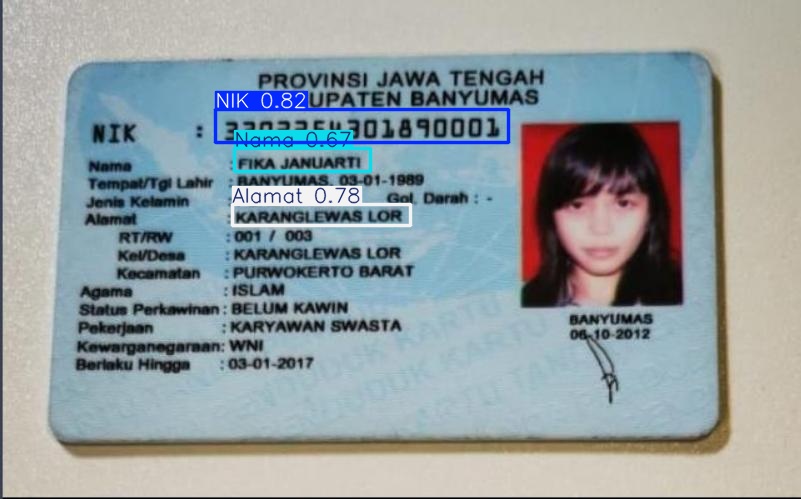 PROVINSI JAWA TENGAH
UPATEN BANYUMAS
NIK 0.82
NIK :
Nama 0.67
Nama : FIKA JANUARTI
Tempat/Tgl Lahir : BANYUMAS, 03-01-1989
Alamat 0.78
Jenis Kelamin Gol. Darah : -
Alamat : KARANGLEWAS LOR
RT/RW : 001 / 003
Kel/Desa : KARANGLEWAS LOR
Kecamatan : PURWOKERTO BARAT
Agama : ISLAM
Status Perkawinan : BELUM KAWIN
Pekerjaan : KARYAWAN SWASTA
Kewarganegaraan: WNI
Berlaku Hingga : 03-01-2017
BANYUMAS
06-10-2012